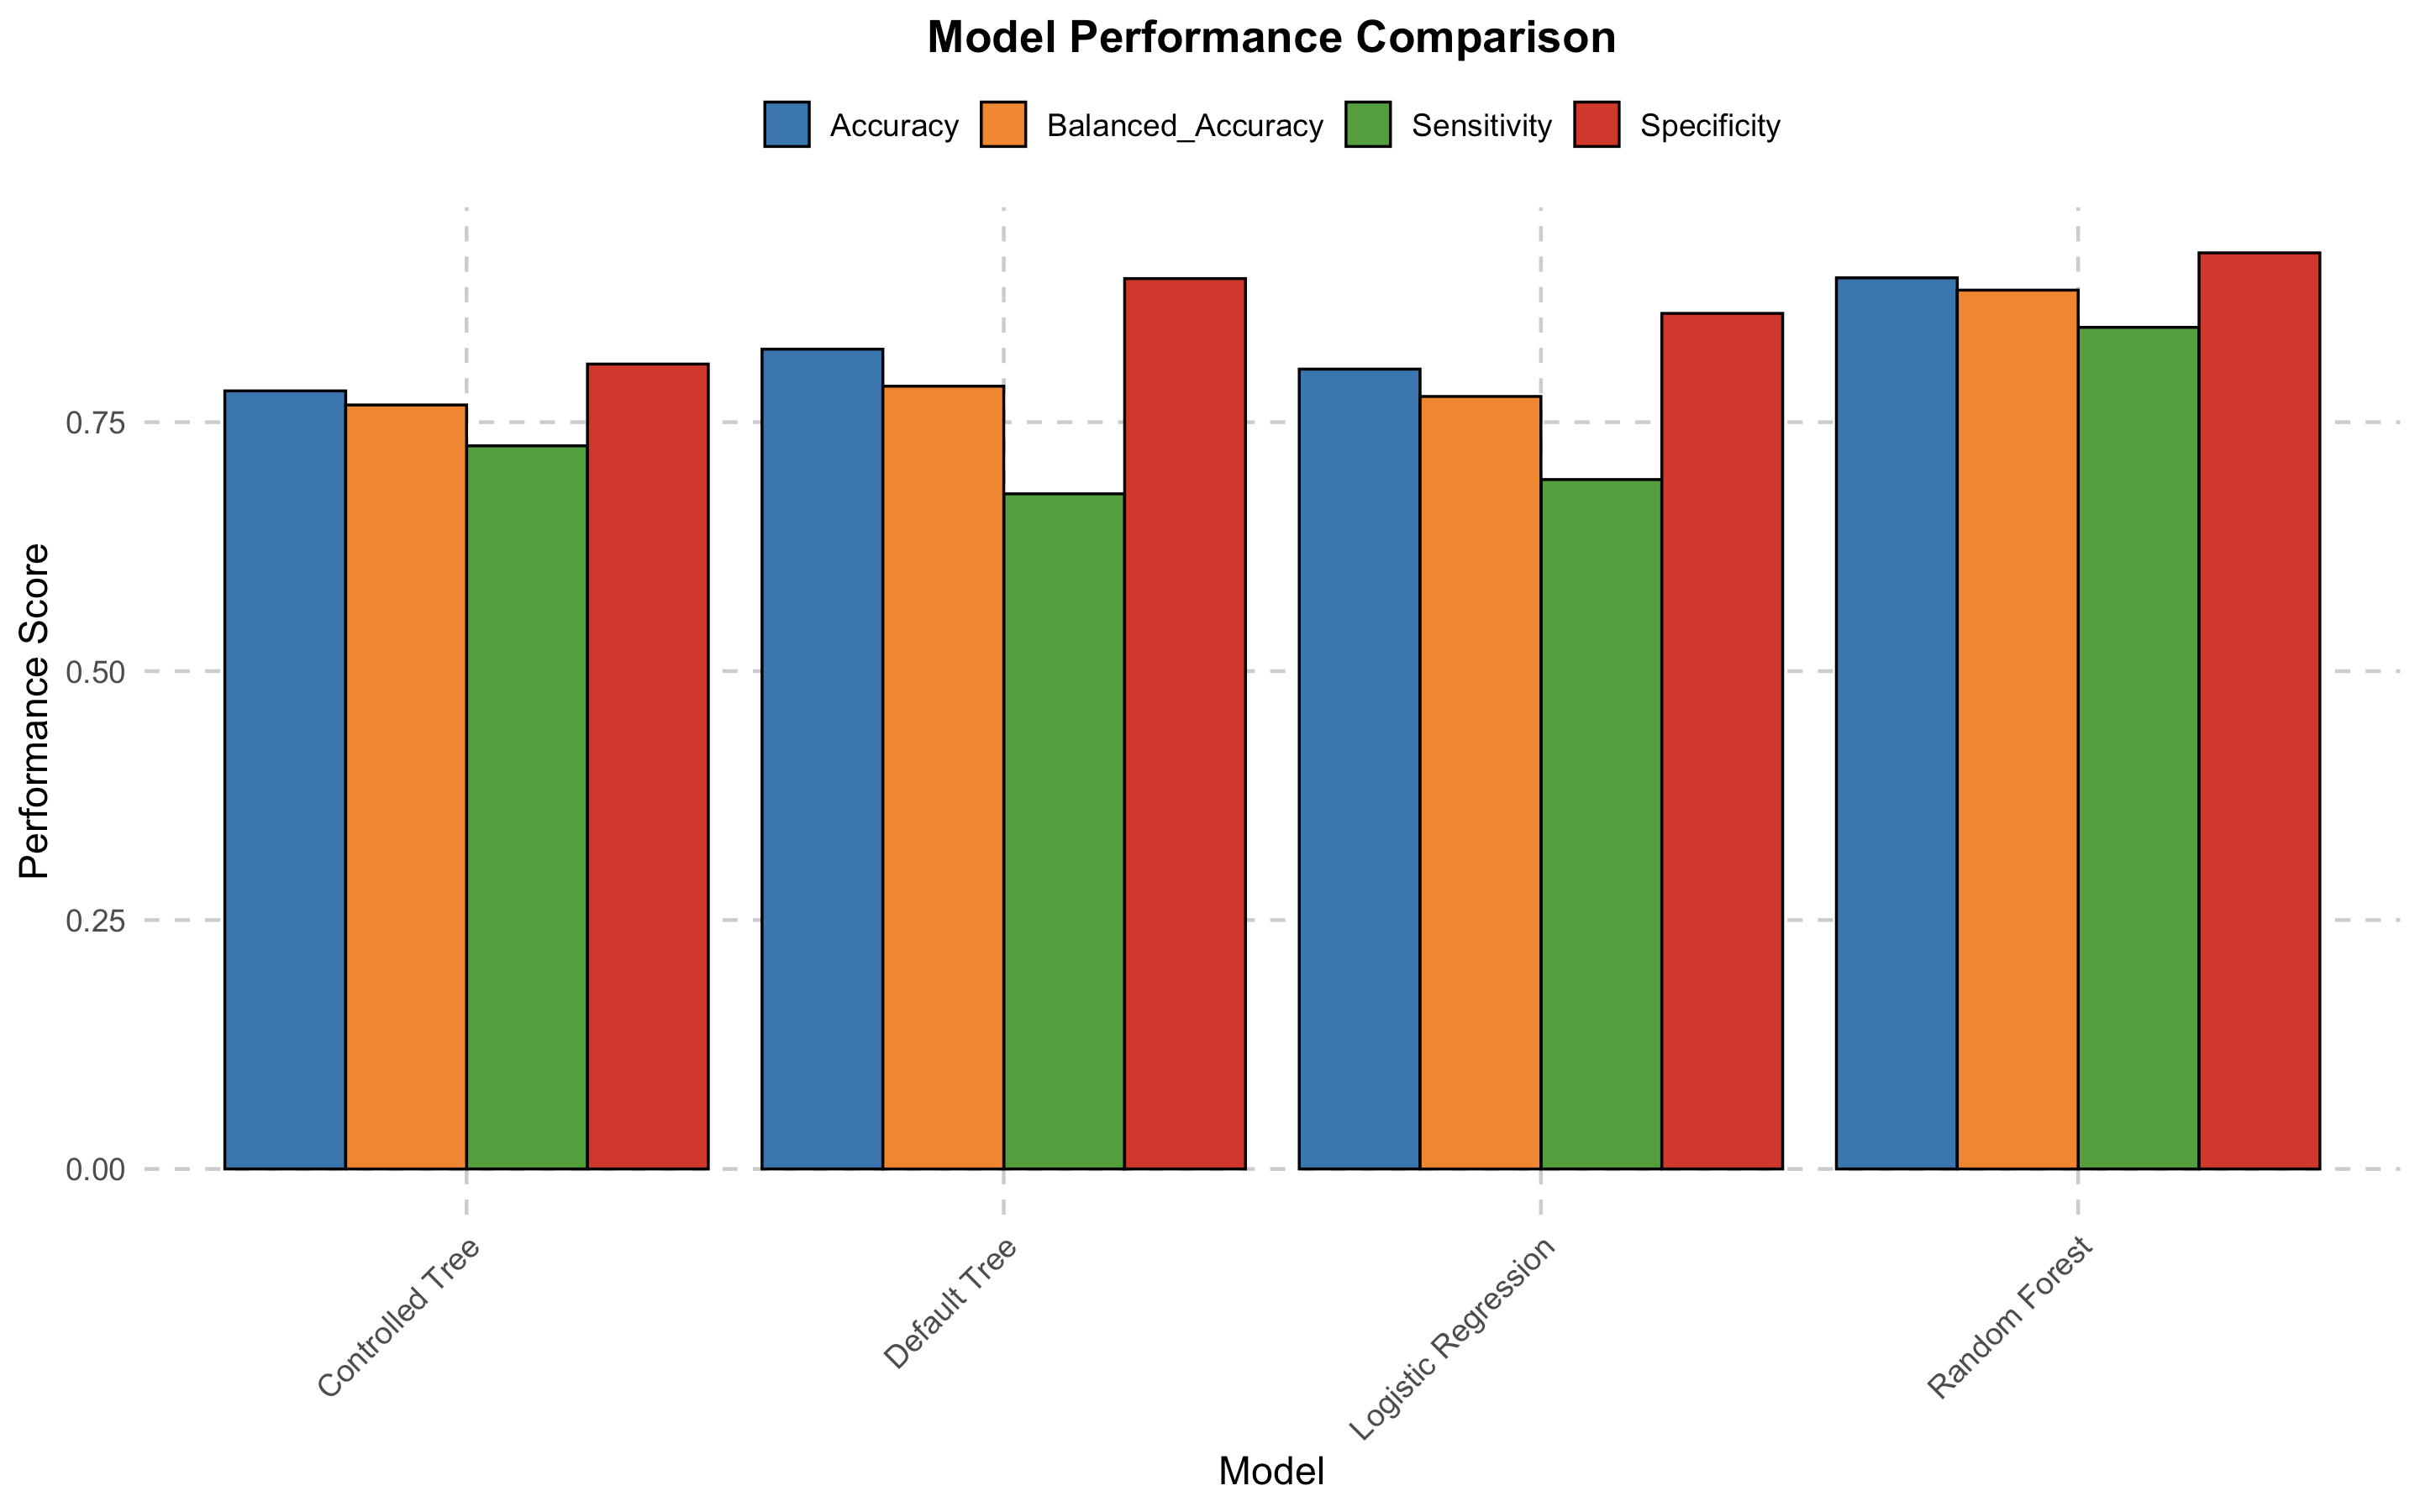 Model Performance Comparison
Accuracy Balanced_Accuracy Sensitivity Specificity
Performance Score
0.75
0.50
0.25
0.00
Controlled Tree
Default Tree
Logistic Regression
Random Forest
Model